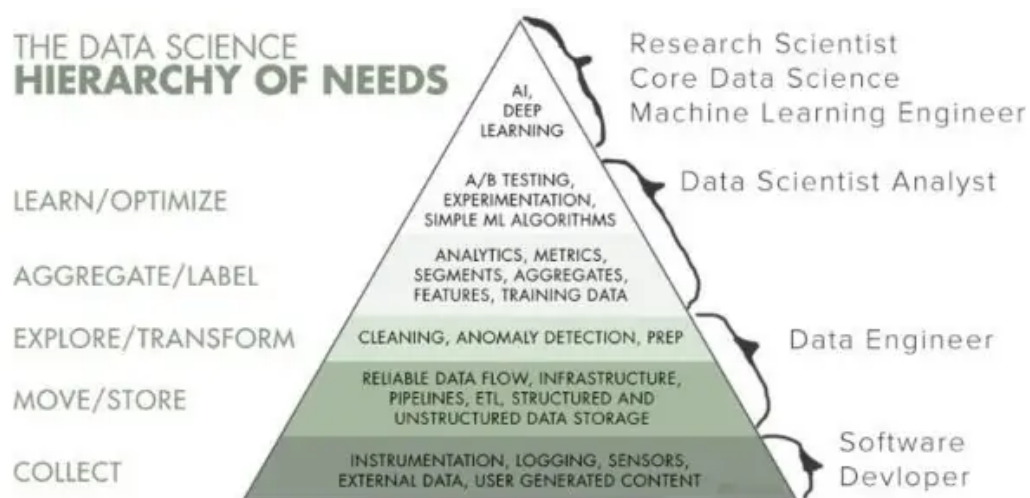 THE DATA SCIENCE
HIERARCHY OF NEEDS
AI,
DEEP
LEARNING
Research Scientist
Core Data Science
Machine Learning Engineer
LEARN/OPTIMIZE
A/B TESTING,
EXPERIMENTATION,
SIMPLE ML ALGORITHMS
Data Scientist Analyst
AGGREGATE/LABEL
ANALYTICS, METRICS,
SEGMENTS, AGGREGATES,
FEATURES, TRAINING DATA
EXPLORE/TRANSFORM
CLEANING, ANOMALY DETECTION, PREP
Data Engineer
MOVE/STORE
RELIABLE DATA FLOW, INFRASTRUCTURE,
PIPELINES, ETL, STRUCTURED AND
UNSTRUCTURED DATA STORAGE
COLLECT
INSTRUMENTATION, LOGGING, SENSORS,
EXTERNAL DATA, USER GENERATED CONTENT
Software
Devloper